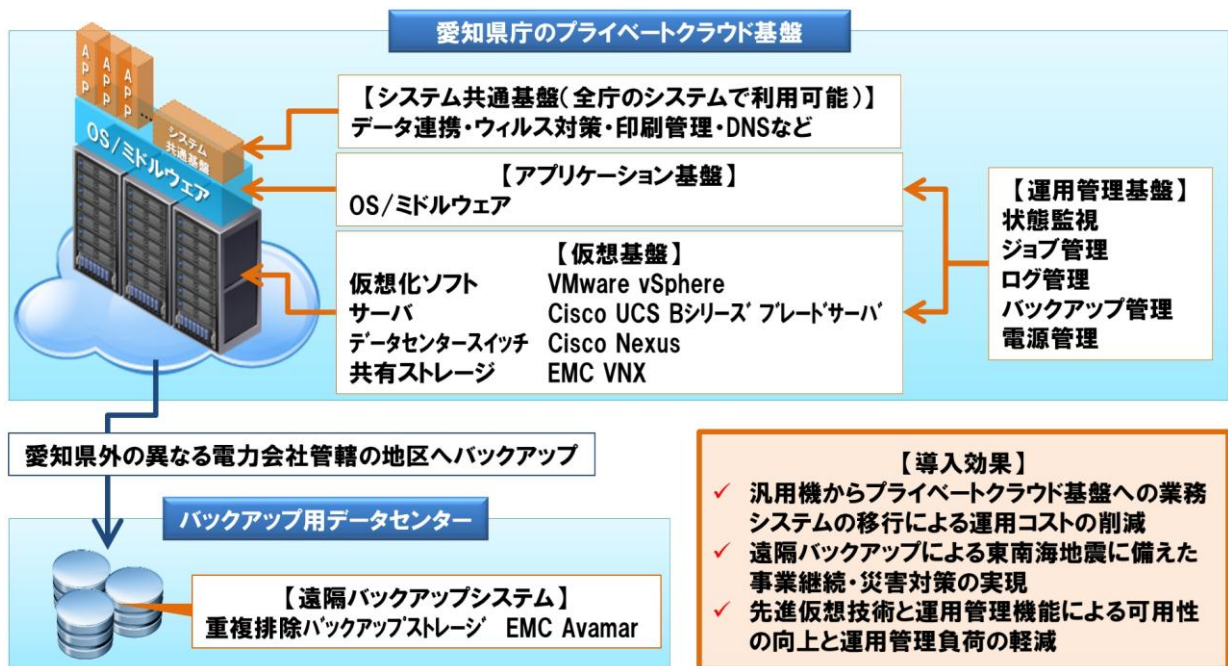 愛知県庁のプライベートクラウド基盤
APP
APP
APP
...
システム
共通基盤
OS/ミドルウェア
【システム共通基盤(全庁のシステムで利用可能)】
データ連携・ウィルス対策・印刷管理・DNSなど
【アプリケーション基盤】
OS/ミドルウェア
【仮想基盤】
仮想化ソフト VMware vSphere
サーバ Cisco UCS Bシリーズ ブレードサーバ
データセンタースイッチ Cisco Nexus
共有ストレージ EMC VNX
【運用管理基盤】
状態監視
ジョブ管理
ログ管理
バックアップ管理
電源管理
愛知県外の異なる電力会社管轄の地区へバックアップ
バックアップ用データセンター
【遠隔バックアップシステム】
重複排除バックアップストレージ EMC Avamar
【導入効果】
✓ 汎用機からプライベートクラウド基盤への業務
システムの移行による運用コストの削減
✓ 遠隔バックアップによる東南海地震に備えた
事業継続・災害対策の実現
✓ 先進仮想技術と運用管理機能による可用性
の向上と運用管理負荷の軽減